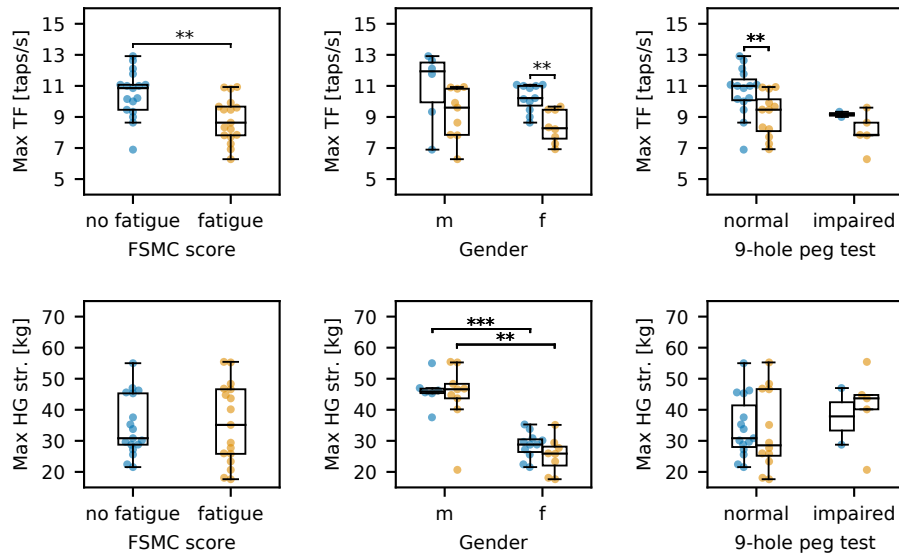 Max TF [taps/s]
15
13
11
9
7
5
**
no fatigue fatigue
FSMC score
Max TF [taps/s]
15
13
11
9
7
5
**
m f
Gender
Max TF [taps/s]
15
13
11
9
7
5
**
normal impaired
9-hole peg test
Max HG str. [kg]
70
60
50
40
30
20
no fatigue fatigue
FSMC score
Max HG str. [kg]
70
60
50
40
30
20
***
**
m f
Gender
Max HG str. [kg]
70
60
50
40
30
20
normal impaired
9-hole peg test